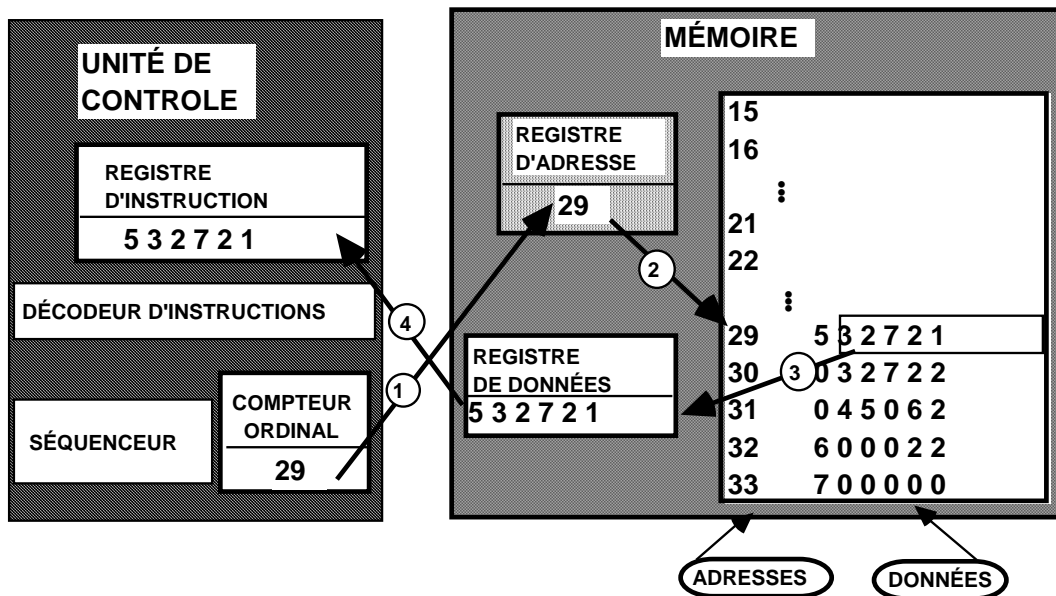 UNITÉ DE
CONTROLE
REGISTRE
D'INSTRUCTION
5 3 2 7 2 1
DÉCODEUR D'INSTRUCTIONS
SÉQUENCEUR
COMPTEUR
ORDINAL
29
1
4
MÉMOIRE
REGISTRE
D'ADRESSE
29
2
REGISTRE
DE DONNÉES
5 3 2 7 2 1
3
15
16
21
22
29 5 3 2 7 2 1
30 0 3 2 7 2 2
31 0 4 5 0 6 2
32 6 0 0 0 2 2
33 7 0 0 0 0 0
ADRESSES
DONNÉES